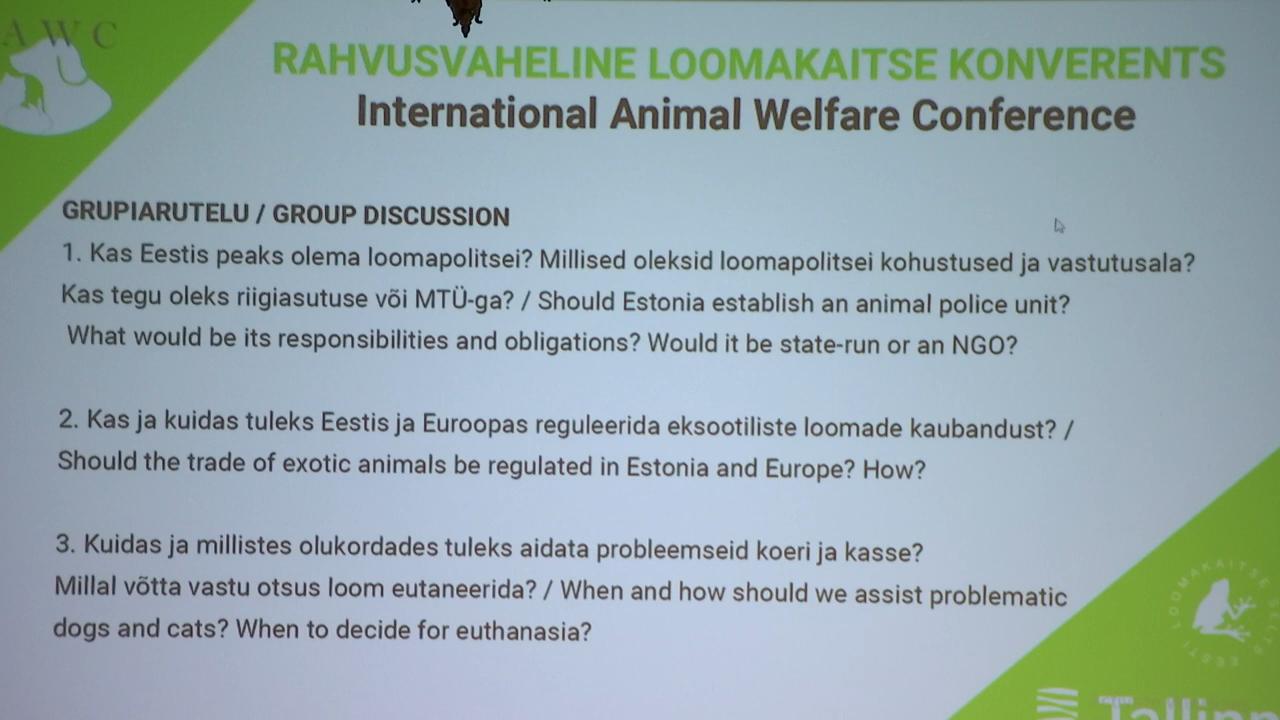 AWC
RAHVUSVAHELINE LOOMAKAITSE KONVERENTS
International Animal Welfare Conference
GRUPIARUTELU / GROUP DISCUSSION
1. Kas Eestis peaks olema loomapolitsei? Millised oleksid loomapolitsei kohustused ja vastutusala?
Kas tegu oleks riigiasutuse või MTÜ-ga? / Should Estonia establish an animal police unit?
What would be its responsibilities and obligations? Would it be state-run or an NGO?
2. Kas ja kuidas tuleks Eestis ja Euroopas reguleerida eksootiliste loomade kaubandust? /
Should the trade of exotic animals be regulated in Estonia and Europe? How?
3. Kuidas ja millistes olukordades tuleks aidata probleemseid koeri ja kasse?
Millal võtta vastu otsus loom eutaneerida? / When and how should we assist problematic
dogs and cats? When to decide for euthanasia?
LOOMAKAITSE SELTS EESTI
Tallinn